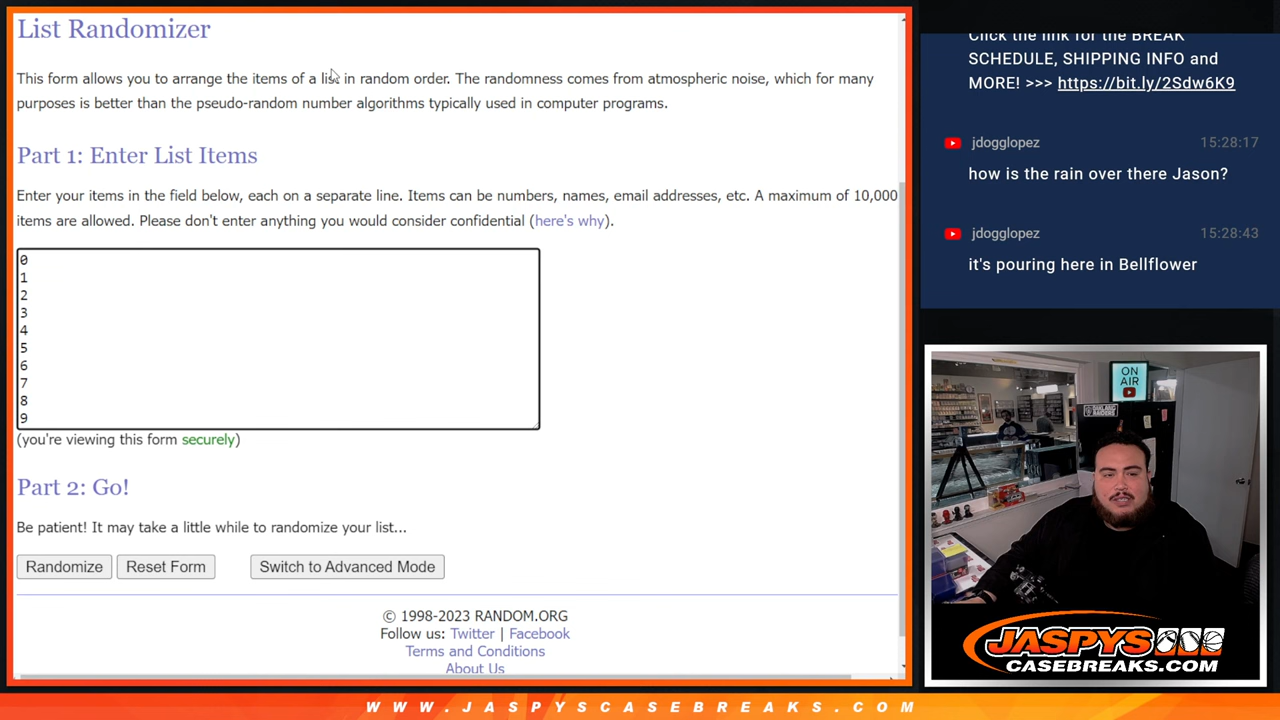 List Randomizer
This form allows you to arrange the items of a list in random order. The randomness comes from atmospheric noise, which for many
purposes is better than the pseudo-random number algorithms typically used in computer programs.
Part 1: Enter List Items
Enter your items in the field below, each on a separate line. Items can be numbers, names, email addresses, etc. A maximum of 10,000
items are allowed. Please don't enter anything you would consider confidential (here's why).
0
1
2
3
4
5
6
7
8
9
(you're viewing this form securely)
Part 2: Go!
Be patient! It may take a little while to randomize your list...
Randomize
Reset Form
Switch to Advanced Mode
© 1998-2023 RANDOM.ORG
Follow us: Twitter | Facebook
Terms and Conditions
About Us
Click the link for the BREAK
SCHEDULE, SHIPPING INFO and
MORE! >>> https://bit.ly/2Sdw6K9
jdogglopez 15:28:17
how is the rain over there Jason?
jdogglopez 15:28:43
it's pouring here in Bellflower
ON
AIR
JASPYS
CASEBREAKS.COM
WWW.JASPYSCASEBREAKS.COM